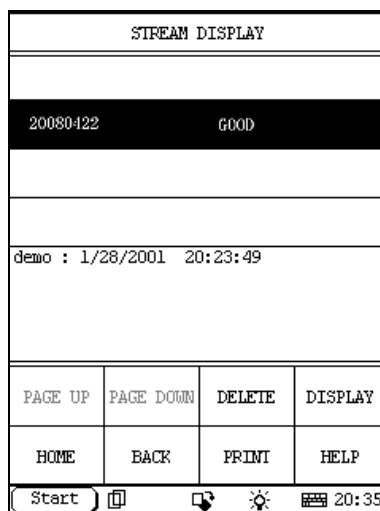 STREAM DISPLAY
20080422 GOOD
demo : 1/28/2001 20:23:49
PAGE UP PAGE DOWN DELETE DISPLAY
HOME BACK PRINT HELP
Start 20:35